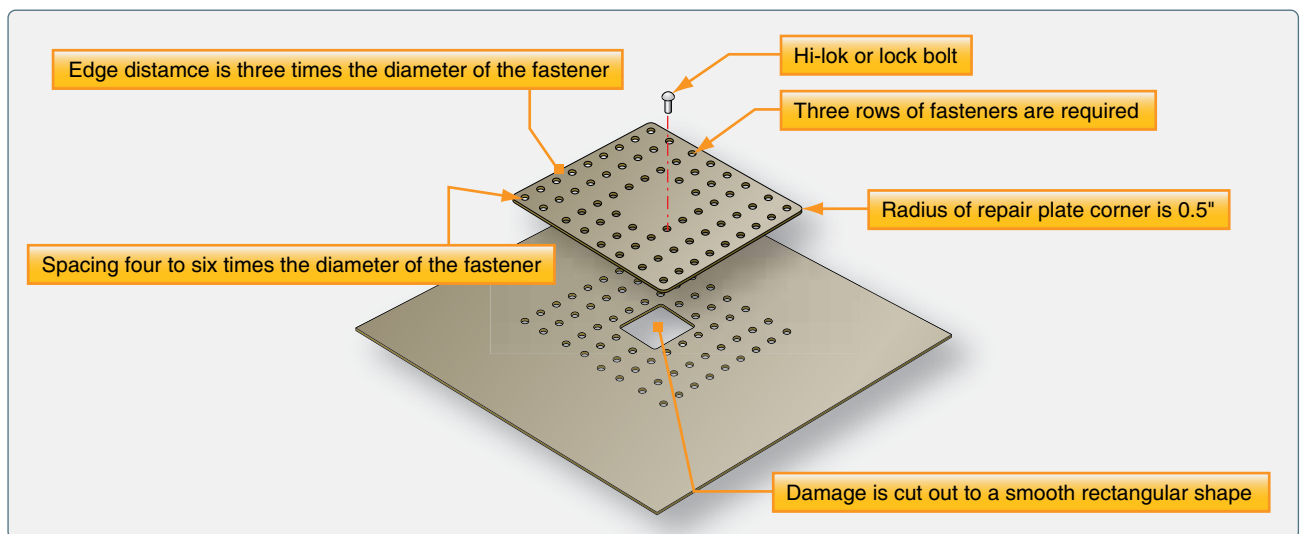 Hi-lok or lock bolt
Edge distamce is three times the diameter of the fastener
Three rows of fasteners are required
Radius of repair plate corner is 0.5"
Spacing four to six times the diameter of the fastener
Damage is cut out to a smooth rectangular shape